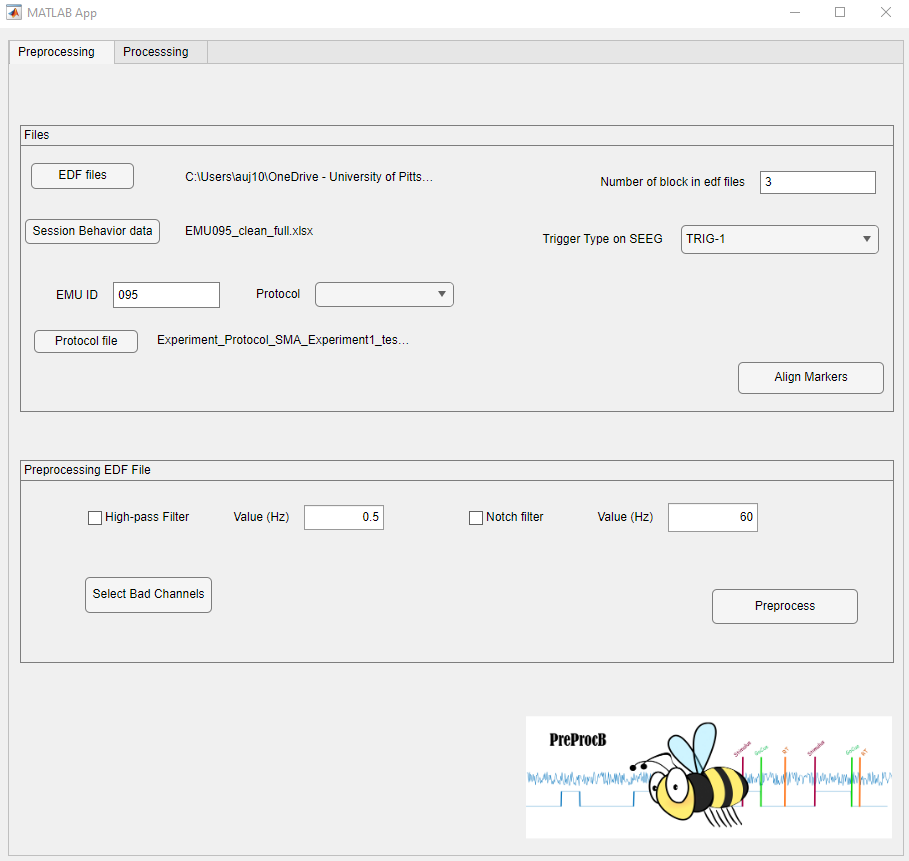 MATLAB App
Preprocessing Processsing
Files
EDF files C:\Users\auj10\OneDrive - University of Pitts... Number of block in edf files 3
Session Behavior data EMU095_clean_full.xlsx Trigger Type on SEEG TRIG-1
EMU ID 095 Protocol
Protocol file Experiment_Protocol_SMA_Experiment1_tes...
Align Markers
Preprocessing EDF File
High-pass Filter Value (Hz) 0.5 Notch filter Value (Hz) 60
Select Bad Channels
Preprocess
PreProcB
Stimulus GoCue RT Stimulus GoCue RT